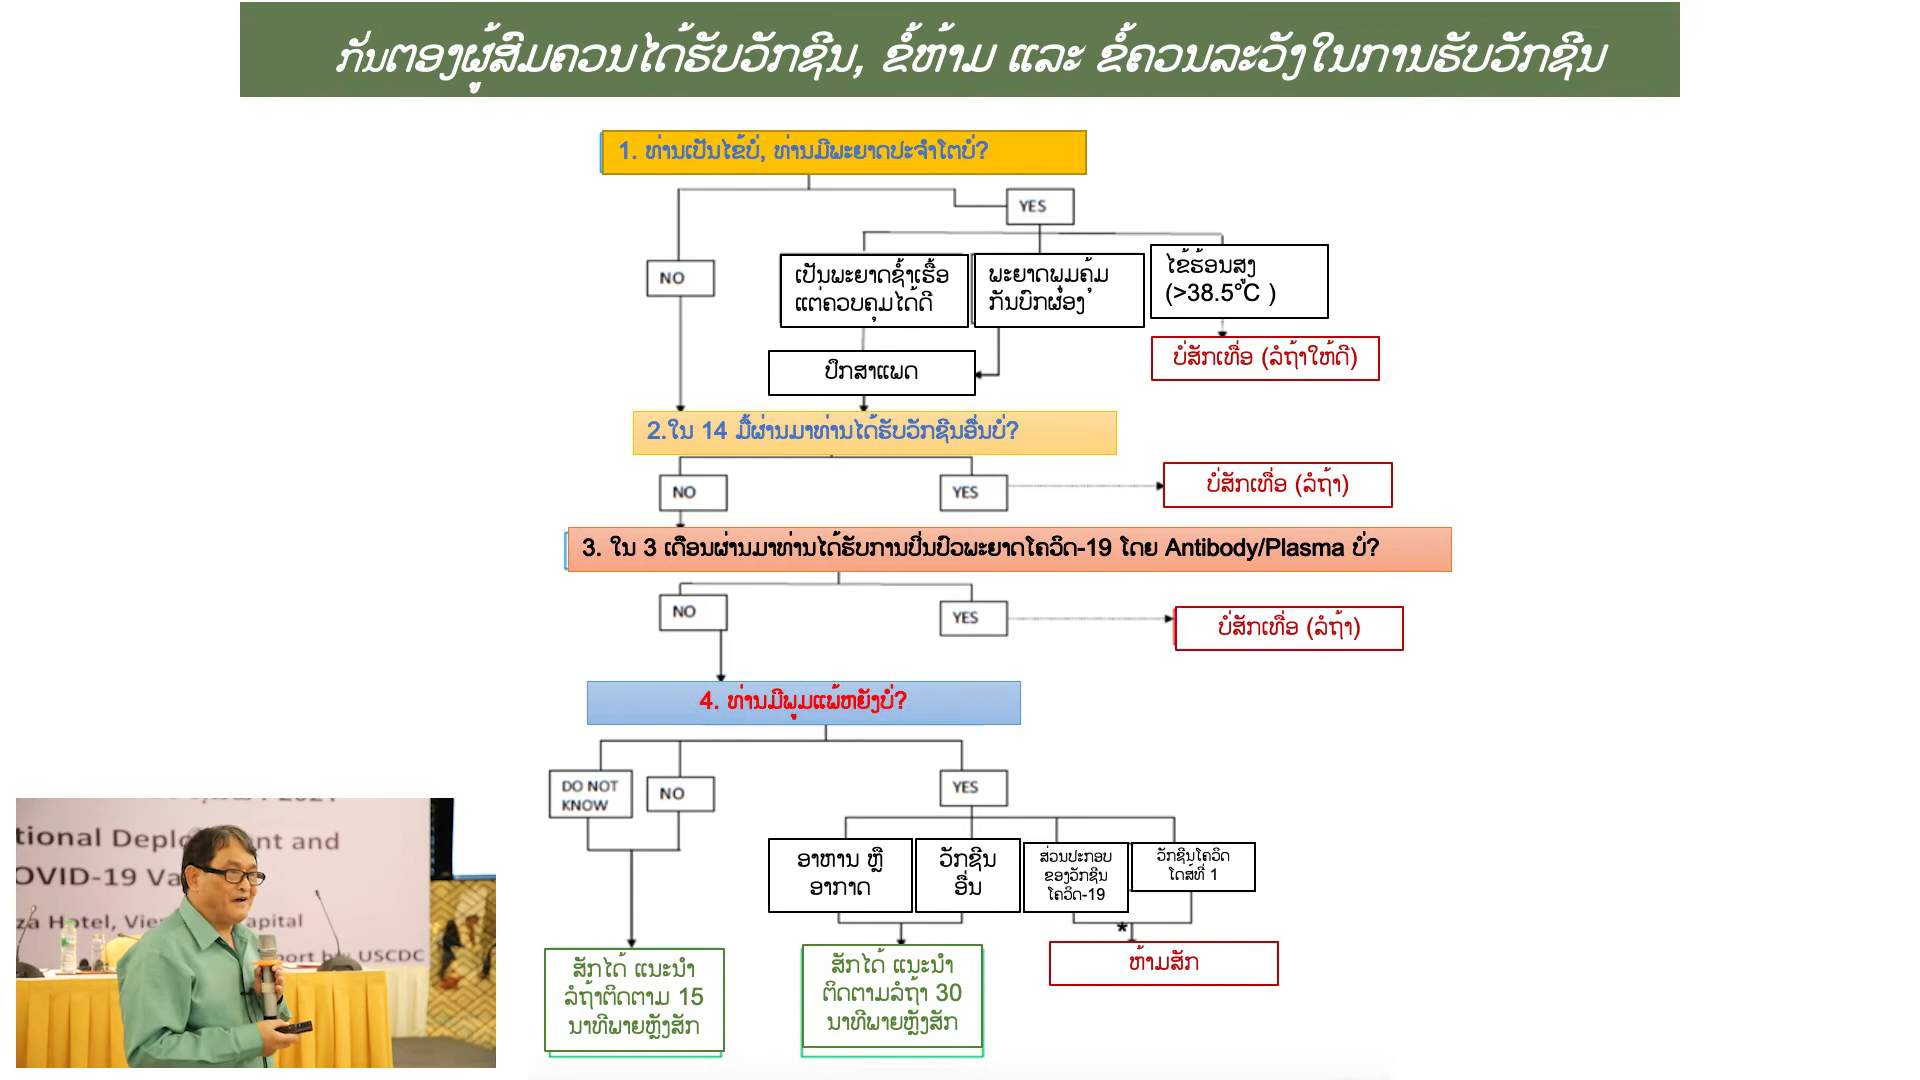 ກັ່ນຕອງຜູ້ສົມຄວນໄດ້ຮັບວັກຊີນ, ຂໍ້ຫ້າມ ແລະ ຂໍ້ຄວນລະວັງໃນການຮັບວັກຊີນ
1. ທ່ານເປັນໄຂ້ບໍ່, ທ່ານມີພະຍາດປະຈໍາໂຕບໍ່?
YES
NO
ເປັນພະຍາດຊໍ້າເຮື້ອ
ແຕ່ຄວບຄຸມໄດ້ດີ
ພະຍາດພູມຄຸ້ມ
ກັນບົກຜ່ອງ
ໄຂ້ຮ້ອນສູງ
(>38.5°C )
ບໍ່ສັກເທື່ອ (ລໍຖ້າໃຫ້ດີ)
ປຶກສາແພດ
2.ໃນ 14 ມື້ຜ່ານມາທ່ານໄດ້ຮັບວັກຊີນອື່ນບໍ່?
NO
YES
ບໍ່ສັກເທື່ອ (ລໍຖ້າ)
3. ໃນ 3 ເດືອນຜ່ານມາທ່ານໄດ້ຮັບການປິ່ນປົວພະຍາດໂຄວິດ-19 ໂດຍ Antibody/Plasma ບໍ່?
NO
YES
ບໍ່ສັກເທື່ອ (ລໍຖ້າ)
4. ທ່ານມີພູມແພ້ຫຍັງບໍ່?
DO NOT
KNOW
NO
YES
ອາຫານ ຫຼື
ອາກາດ
ວັກຊີນ
ອື່ນ
ສ່ວນປະກອບ
ຂອງວັກຊີນ
ໂຄວິດ-19
ວັກຊີນໂຄວິດ
ໂດສທີ່ 1
*
ຫ້າມສັກ
ສັກໄດ້ ແນະນໍາ
ລໍຖ້າຕິດຕາມ 15
ນາທີພາຍຫຼັງສັກ
ສັກໄດ້ ແນະນໍາ
ຕິດຕາມລໍຖ້າ 30
ນາທີພາຍຫຼັງສັກ
tional Depl nt and
OVID-19 Va
za Hotel, Vien apital
port by USCDC